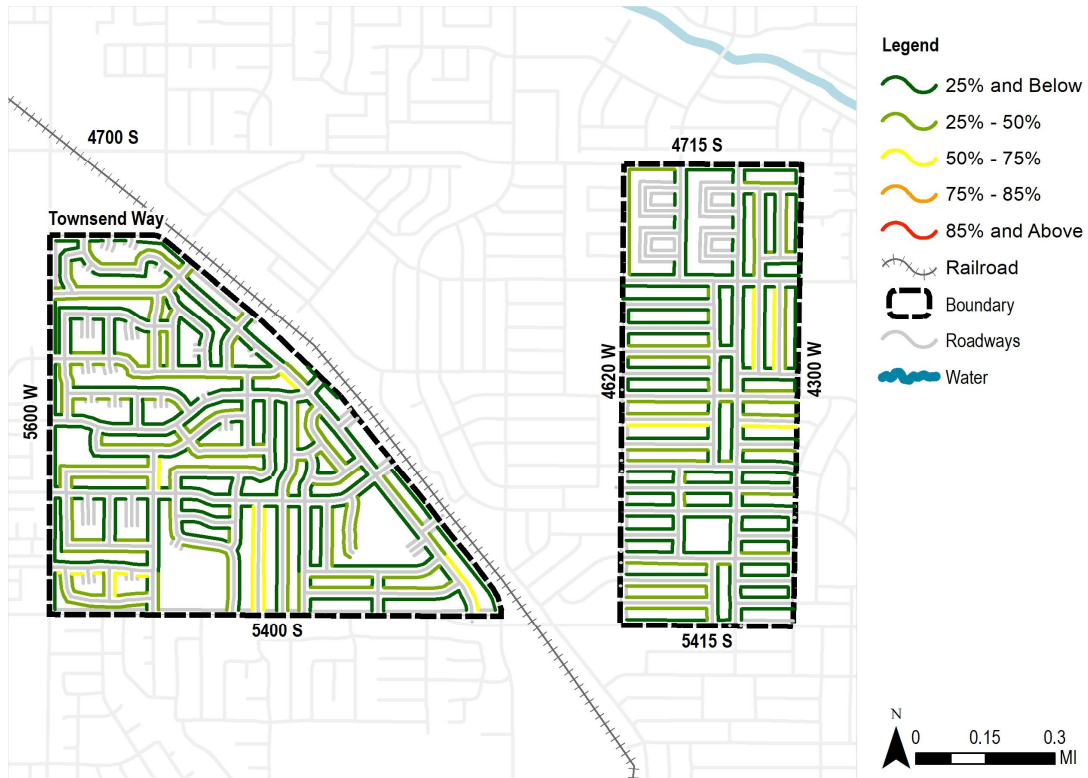 4700 S
4715 S
Townsend Way
5600 W
4620 W
4300 W
5400 S
5415 S
Legend
25% and Below
25% - 50%
50% - 75%
75% - 85%
85% and Above
Railroad
Boundary
Roadways
Water
N
0 0.15 0.3
MI